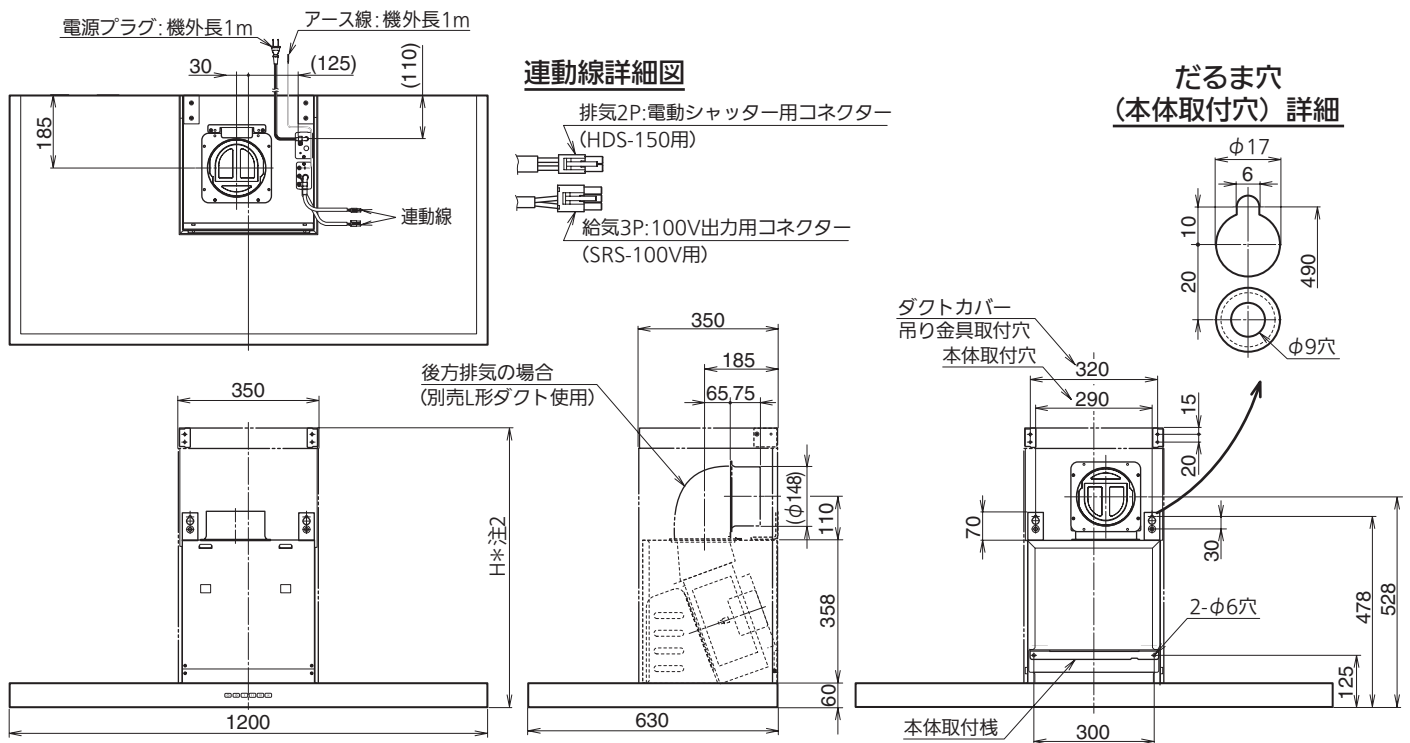 電源プラグ:機外長1m
アース線:機外長1m
30
(125)
(110)
185
連動線
連動線詳細図
排気2P:電動シャッター用コネクター
(HDS-150用)
給気3P:100V出力用コネクター
(SRS-100V用)
だるま穴
(本体取付穴) 詳細
φ17
6
10
20
490
φ9穴
350
H*注2
1200
後方排気の場合
(別売L形ダクト使用)
350
185
65,75
(φ148)
110
358
60
630
ダクトカバー
吊り金具取付穴
本体取付穴
320
290
15
20
70
30
478
528
2-φ6穴
125
本体取付桟
300